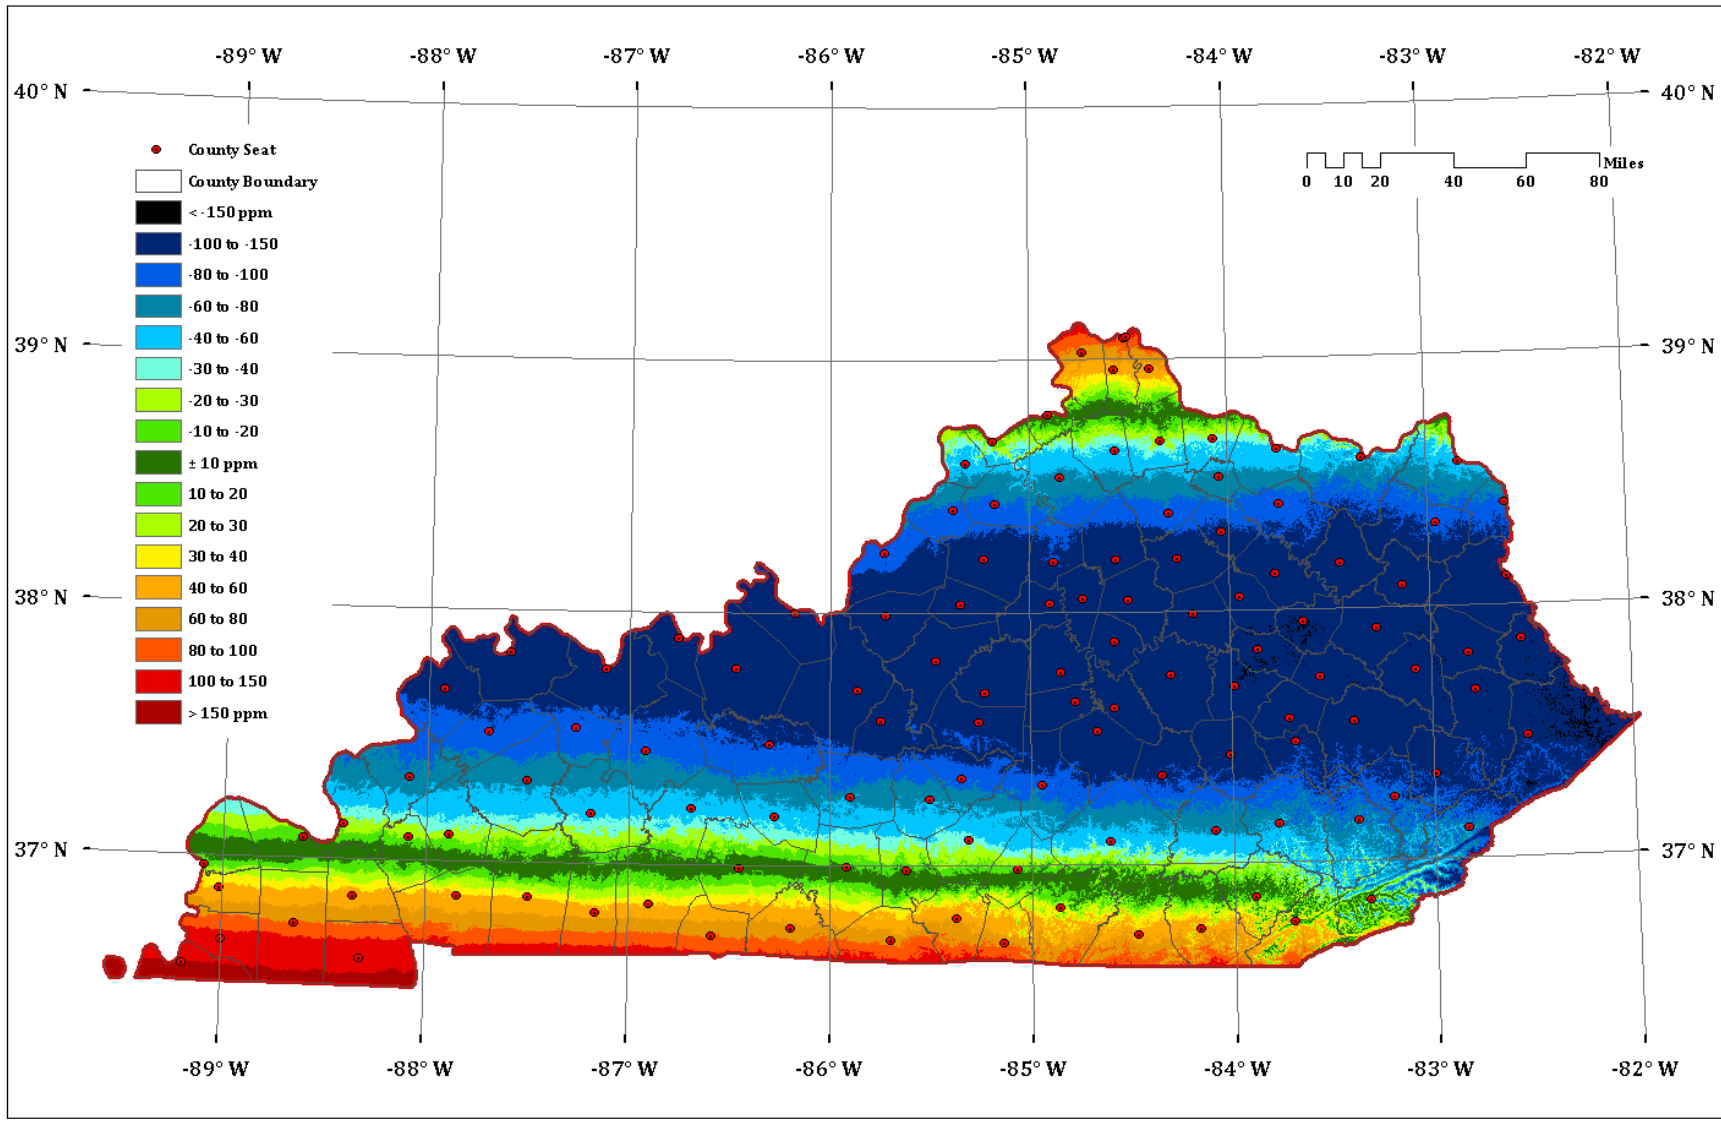 -89° W -88° W -87° W -86° W -85° W -84° W -83° W -82° W
40° N 40° N
County Seat
County Boundary
< -150 ppm
-100 to -150
-80 to -100
-60 to -80
-40 to -60
-30 to -40
-20 to -30
-10 to -20
± 10 ppm
10 to 20
20 to 30
30 to 40
40 to 60
60 to 80
80 to 100
100 to 150
> 150 ppm
Miles
0 10 20 40 60 80
39° N 39° N
38° N 38° N
37° N 37° N
-89° W -88° W -87° W -86° W -85° W -84° W -83° W -82° W